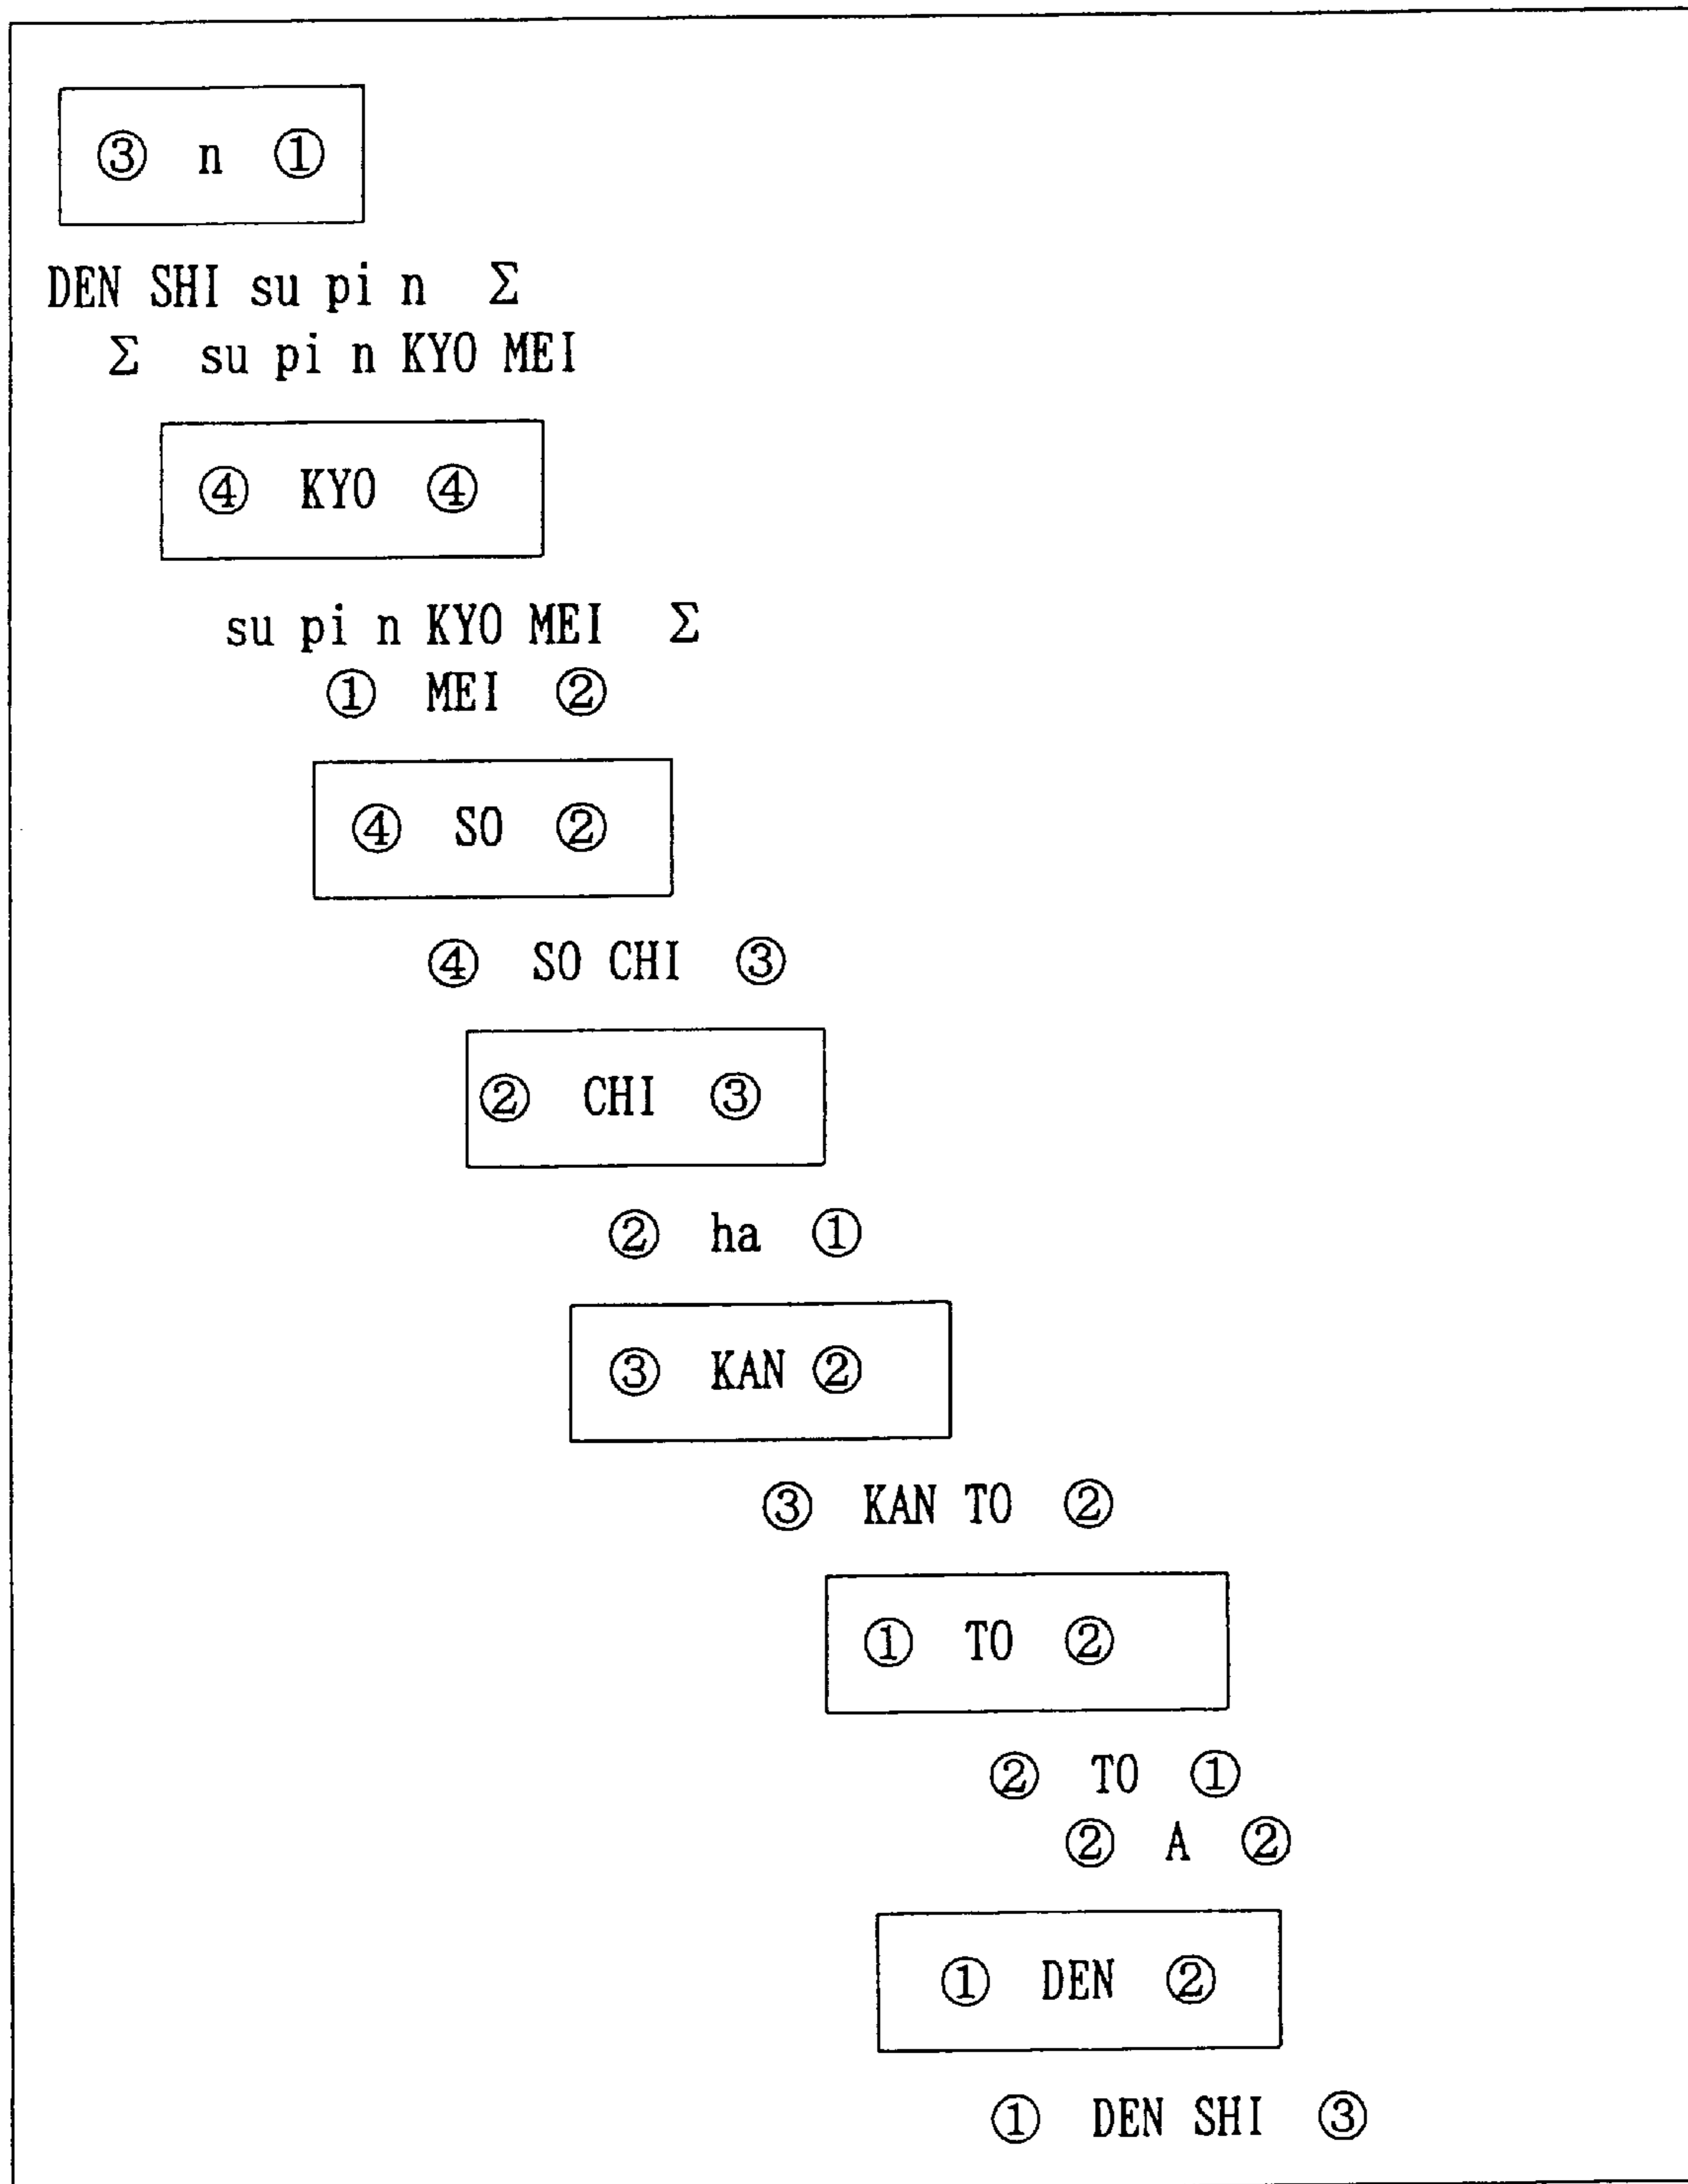 ③ n ①
DEN SHI su pi n Σ
Σ su pi n KYO MEI
④ KYO ④
su pi n KYO MEI Σ
① MEI ②
④ SO ②
④ SO CHI ③
② CHI ③
② ha ①
③ KAN ②
③ KAN TO ②
① TO ②
② TO ①
② A ②
① DEN ②
① DEN SHI ③